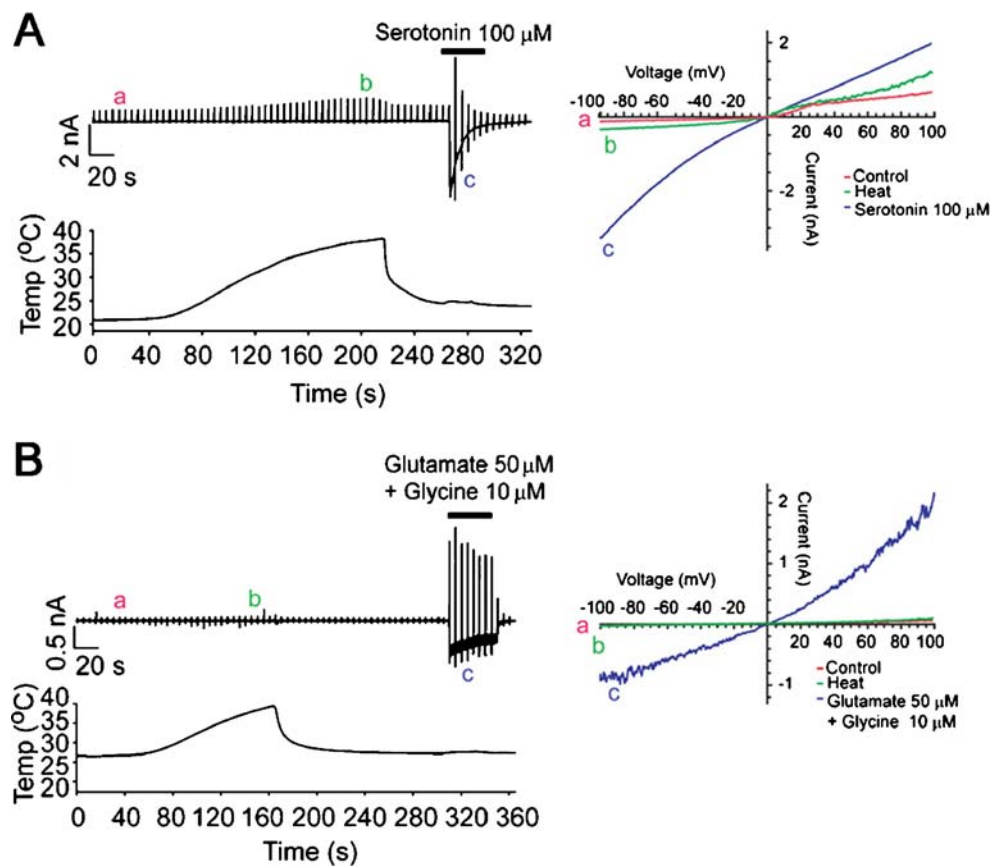 A
Serotonin 100 μM
a
b
c
2 nA
20 s
Temp (ºC)
40
35
30
25
20
0 40 80 120 160 200 240 280 320
Time (s)
2
Voltage (mV)
-100 -80 -60 -40 -20
20 40 60 80 100
a
b
c
-2
Current (nA)
Control
Heat
Serotonin 100 μM
B
Glutamate 50 μM
+ Glycine 10 μM
a
b
c
0.5 nA
20 s
Temp (ºC)
40
35
30
25
20
0 40 80 120 160 200 240 280 320 360
Time (s)
2
1
Current (nA)
Voltage (mV)
-100 -80 -60 -40 -20
20 40 60 80 100
a
b
c
-1
Control
Heat
Glutamate 50 μM
+ Glycine 10 μM